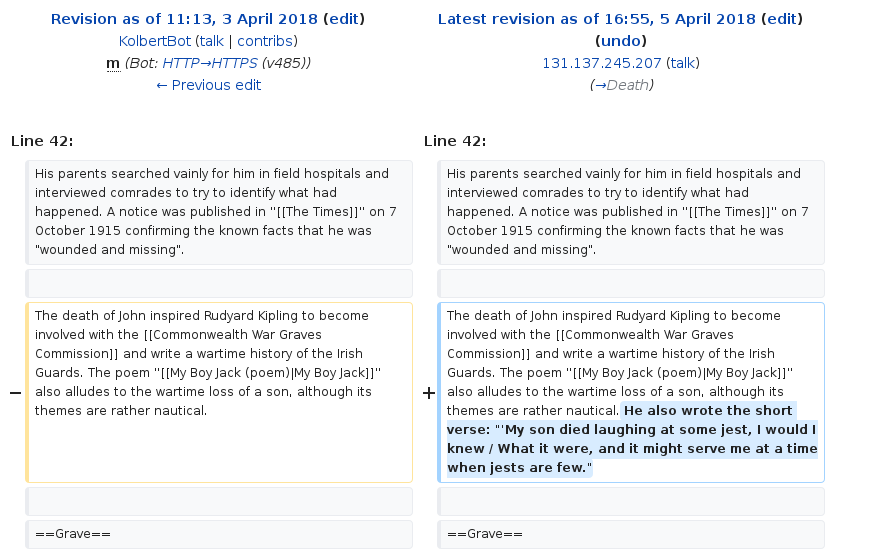 Revision as of 11:13, 3 April 2018 (edit)
KolbertBot (talk | contribs)
m (Bot: HTTP→HTTPS (v485))
← Previous edit
Latest revision as of 16:55, 5 April 2018 (edit)
(undo)
131.137.245.207 (talk)
(→Death)
Line 42:
Line 42:
His parents searched vainly for him in field hospitals and
interviewed comrades to try to identify what had
happened. A notice was published in ''[[The Times]]'' on 7
October 1915 confirming the known facts that he was
"wounded and missing".
His parents searched vainly for him in field hospitals and
interviewed comrades to try to identify what had
happened. A notice was published in ''[[The Times]]'' on 7
October 1915 confirming the known facts that he was
"wounded and missing".
−
The death of John inspired Rudyard Kipling to become
involved with the [[Commonwealth War Graves
Commission]] and write a wartime history of the Irish
Guards. The poem "[[My Boy Jack (poem)|My Boy Jack]]"
also alludes to the wartime loss of a son, although its
themes are rather nautical.
+
The death of John inspired Rudyard Kipling to become
involved with the [[Commonwealth War Graves
Commission]] and write a wartime history of the Irish
Guards. The poem "[[My Boy Jack (poem)|My Boy Jack]]"
also alludes to the wartime loss of a son, although its
themes are rather nautical. He also wrote the short
verse: "'My son died laughing at some jest, I would I
knew / What it were, and it might serve me at a time
when jests are few."
==Grave==
==Grave==